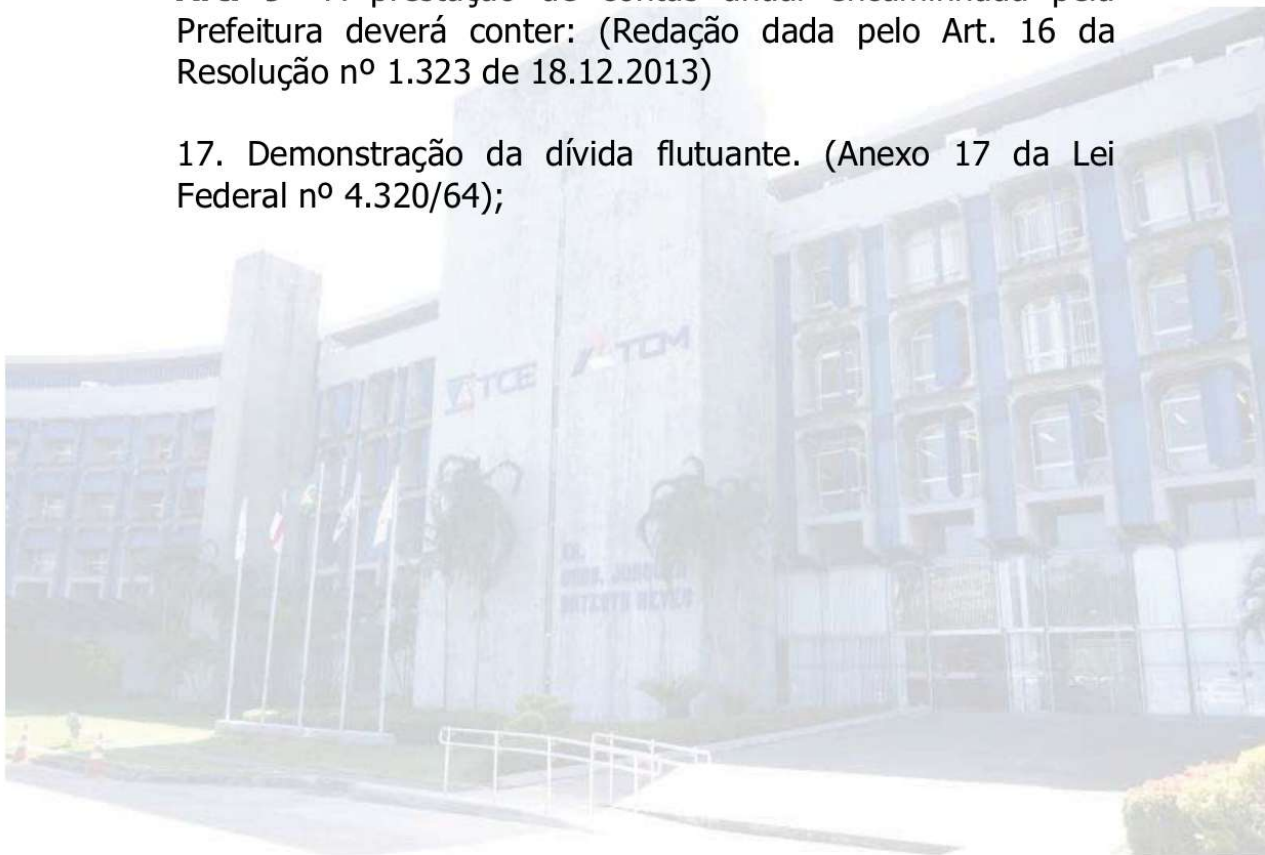 Prefeitura deverá conter: (Redação dada pelo Art. 16 da
Resolução nº 1.323 de 18.12.2013)
17. Demonstração da dívida flutuante. (Anexo 17 da Lei
Federal nº 4.320/64);
TCE TCM